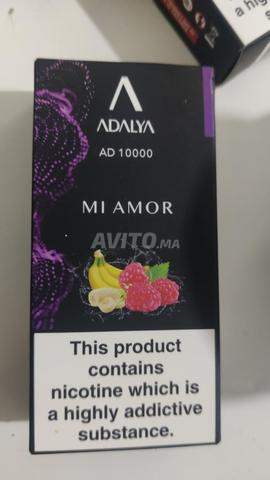 ADALYA
AD 10000
MI AMOR
AVITO.MA
This product
contains
nicotine which is
a highly addictive
substance.